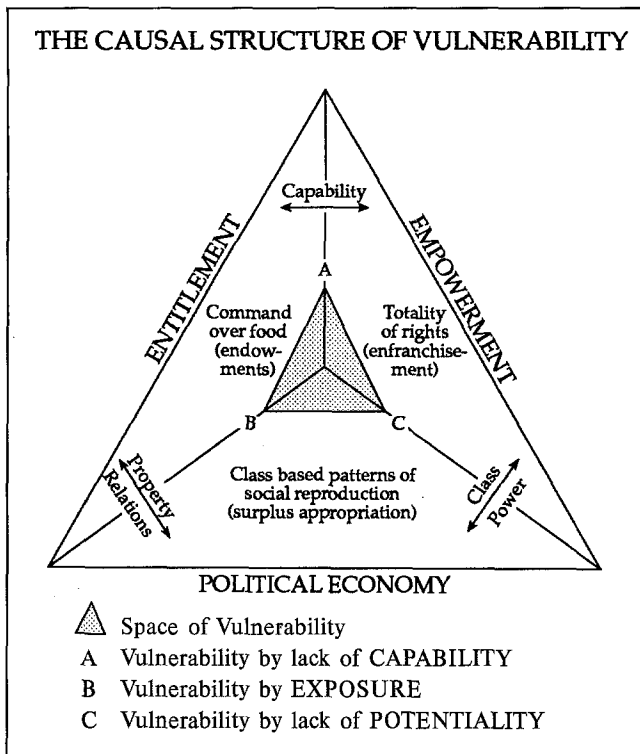 THE CAUSAL STRUCTURE OF VULNERABILITY
Capability
ENTITLEMENT
EMPOWERMENT
A
Command
over food
(endow-
ments)
Totality
of rights
(enfranchise-
ment)
B
C
Property
Relations
Class based patterns of
social reproduction
(surplus appropriation)
Class
Power
POLITICAL ECONOMY
Space of Vulnerability
A Vulnerability by lack of CAPABILITY
B Vulnerability by EXPOSURE
C Vulnerability by lack of POTENTIALITY